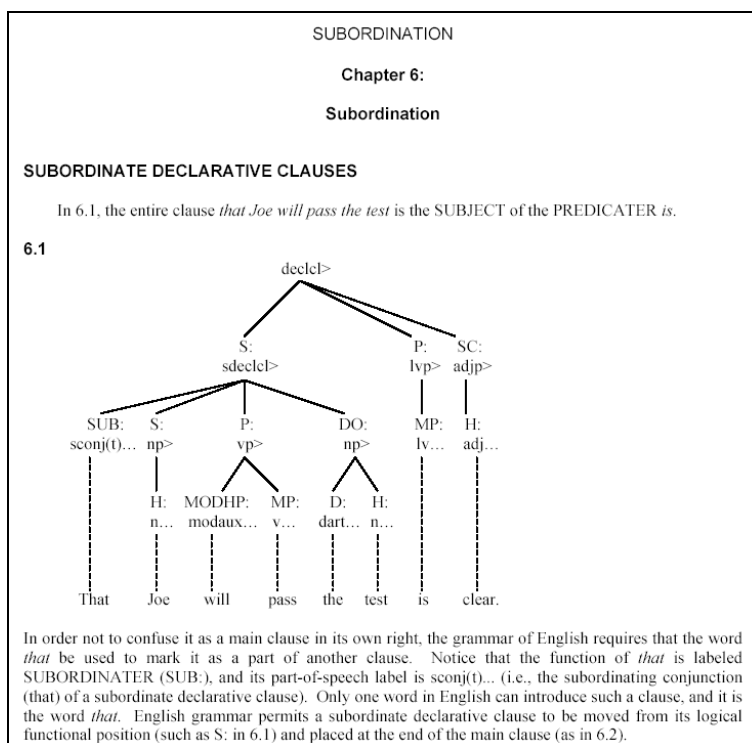 SUBORDINATION
Chapter 6:
Subordination
SUBORDINATE DECLARATIVE CLAUSES
In 6.1, the entire clause that Joe will pass the test is the SUBJECT of the PREDICATER is.
6.1
declcl>
S: P: SC:
sdeclcl> lvp> adjp>
SUB: S: P: DO: MP: H:
sconj(t)... np> vp> np> lv... adj...
H: MODHP: MP: D: H:
n... modaux... v... dart... n...
That Joe will pass the test is clear.
In order not to confuse it as a main clause in its own right, the grammar of English requires that the word
that be used to mark it as a part of another clause. Notice that the function of that is labeled
SUBORDINATER (SUB:), and its part-of-speech label is sconj(t)... (i.e., the subordinating conjunction
(that) of a subordinate declarative clause). Only one word in English can introduce such a clause, and it is
the word that. English grammar permits a subordinate declarative clause to be moved from its logical
functional position (such as S: in 6.1) and placed at the end of the main clause (as in 6.2).